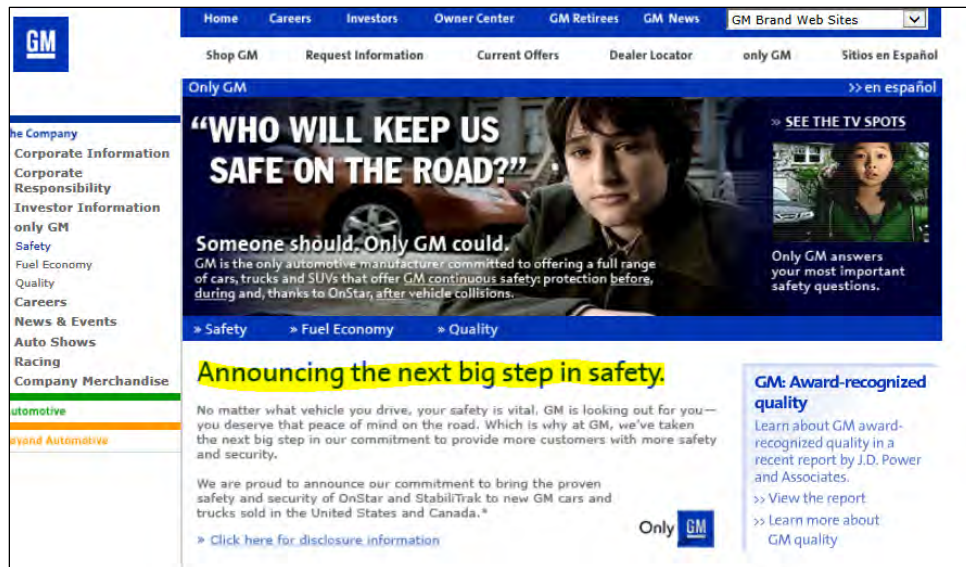 GM
Home Careers Investors Owner Center GM Retirees GM News GM Brand Web Sites
Shop GM Request Information Current Offers Dealer Locator only GM Sitios en Español
Only GM >> en español
he Company
Corporate Information
Corporate
Responsibility
Investor Information
only GM
Safety
Fuel Economy
Quality
Careers
News & Events
Auto Shows
Racing
Company Merchandise
utomotive
eyond Automotive
“WHO WILL KEEP US
SAFE ON THE ROAD?”
Someone should. Only GM could.
GM is the only automotive manufacturer committed to offering a full range
of cars, trucks and SUVs that offer GM continuous safety: protection before,
during and, thanks to OnStar, after vehicle collisions.
» SEE THE TV SPOTS
Only GM answers
your most important
safety questions.
» Safety » Fuel Economy » Quality
Announcing the next big step in safety.
No matter what vehicle you drive, your safety is vital. GM is looking out for you—
you deserve that peace of mind on the road. Which is why at GM, we’ve taken
the next big step in our commitment to provide more customers with more safety
and security.
We are proud to announce our commitment to bring the proven
safety and security of OnStar and StabiliTrak to new GM cars and
trucks sold in the United States and Canada.*
» Click here for disclosure information
Only GM
GM: Award-recognized
quality
Learn about GM award-
recognized quality in a
recent report by J.D. Power
and Associates.
>> View the report
>> Learn more about
GM quality